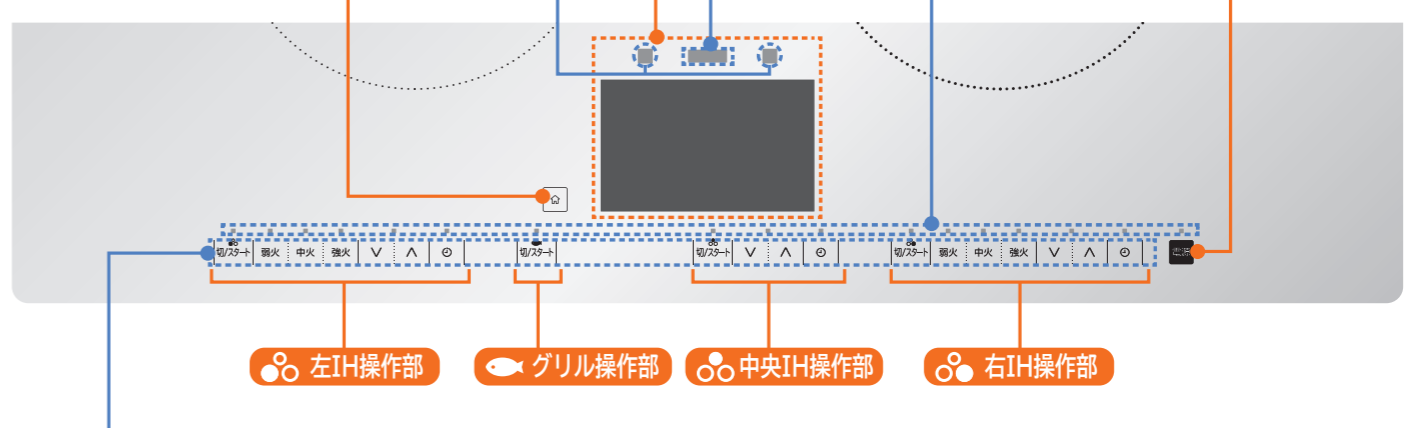 切/スタート 弱火 中火 強火 ∨ ∧
切/スタート
切/スタート ∨ ∧
切/スタート 弱火 中火 強火 ∨ ∧
電源
左IH操作部
グリル操作部
中央IH操作部
右IH操作部